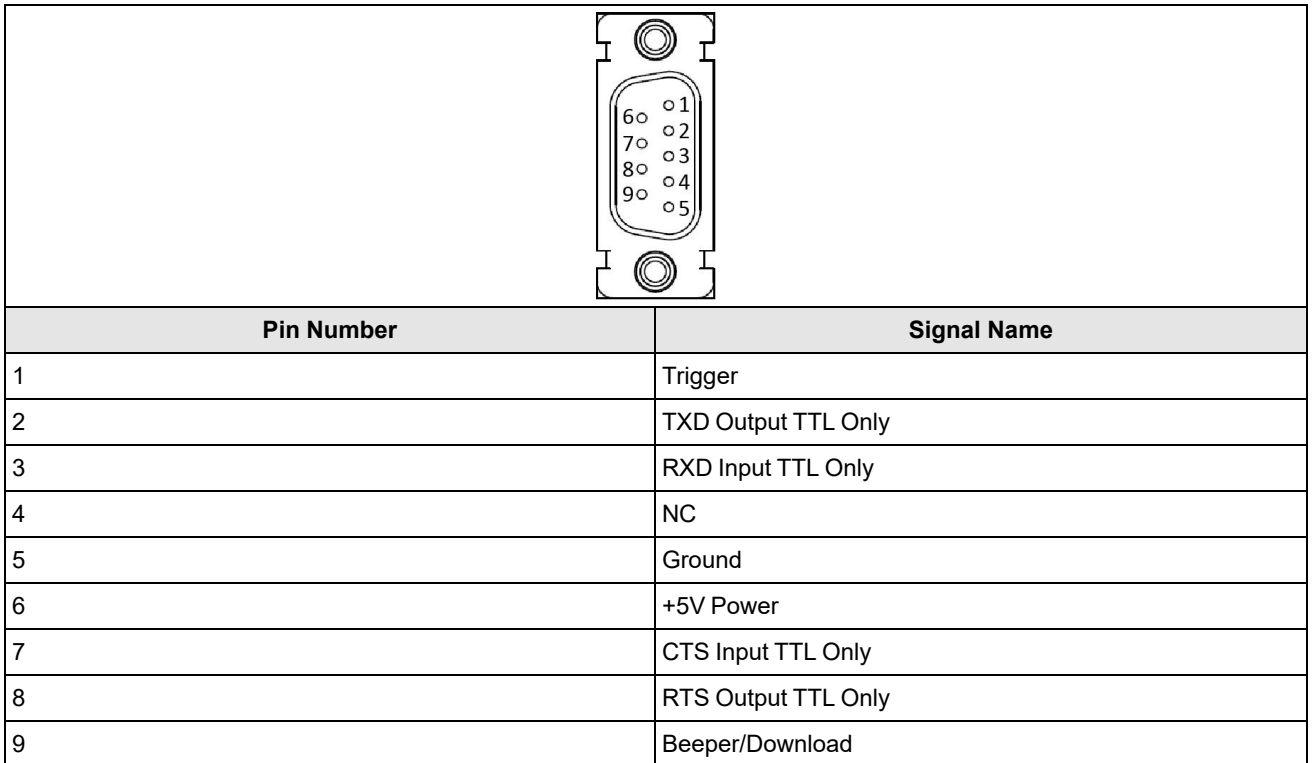 1
6
2
7
3
8
4
9
5
Pin Number Signal Name
1 Trigger
2 TXD Output TTL Only
3 RXD Input TTL Only
4 NC
5 Ground
6 +5V Power
7 CTS Input TTL Only
8 RTS Output TTL Only
9 Beeper/Download